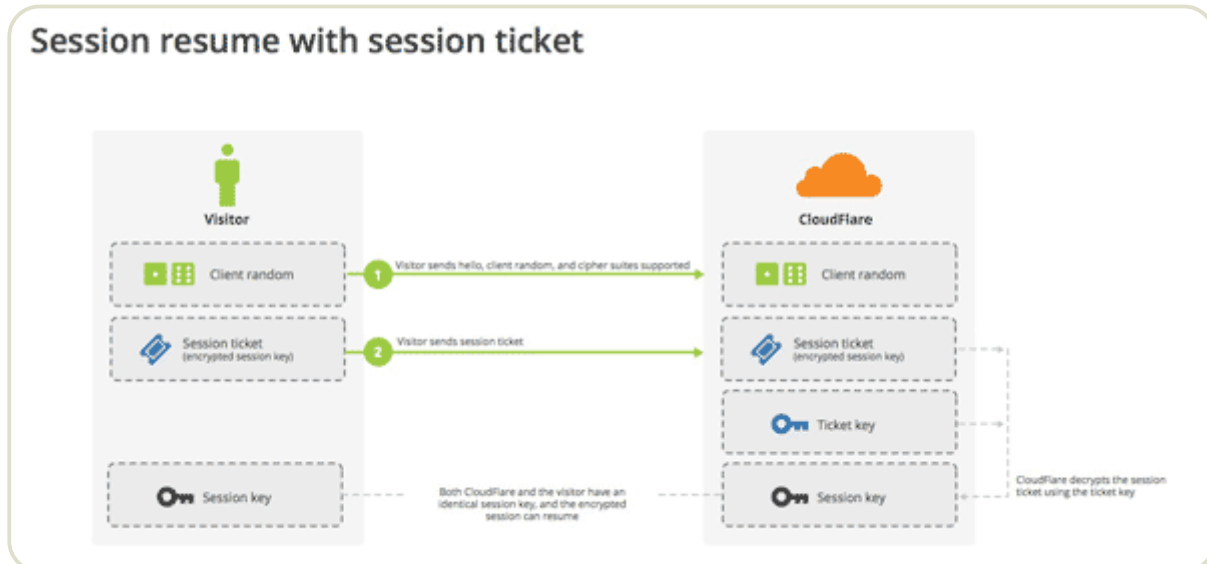 Session resume with session ticket
Visitor
CloudFlare
Client random
1
Visitor sends hello, client random, and cipher suites supported
Client random
Session ticket
(encrypted session key)
2
Visitor sends session ticket
Session ticket
(encrypted session key)
Ticket key
Session key
Both CloudFlare and the visitor have an
identical session key, and the encrypted
session can resume
Session key
CloudFlare decrypts the session
ticket using the ticket key